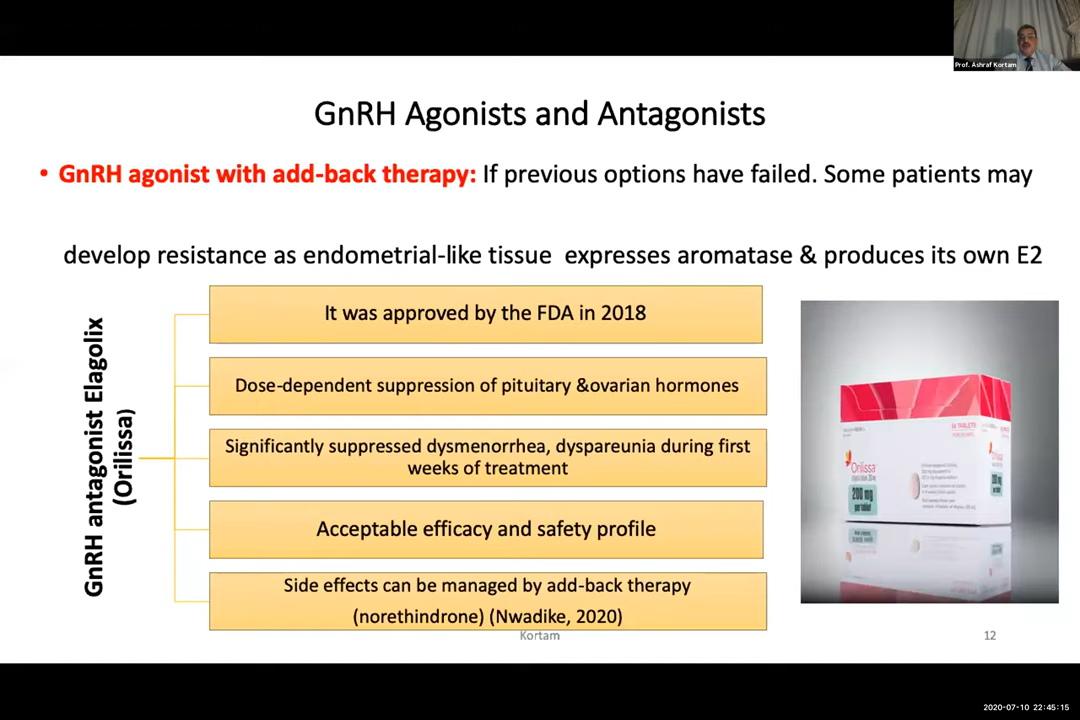 Prof. Ashraf Kortam
GnRH Agonists and Antagonists
• GnRH agonist with add-back therapy: If previous options have failed. Some patients may
develop resistance as endometrial-like tissue expresses aromatase & produces its own E2
GnRH antagonist Elagolix
(Orilissa)
It was approved by the FDA in 2018
Dose-dependent suppression of pituitary &ovarian hormones
Significantly suppressed dysmenorrhea, dyspareunia during first
weeks of treatment
Acceptable efficacy and safety profile
Side effects can be managed by add-back therapy
(norethindrone) (Nwadike, 2020)
Orilissa
200 mg
per tablet
Kortam
12
2020-07-10 22:45:15